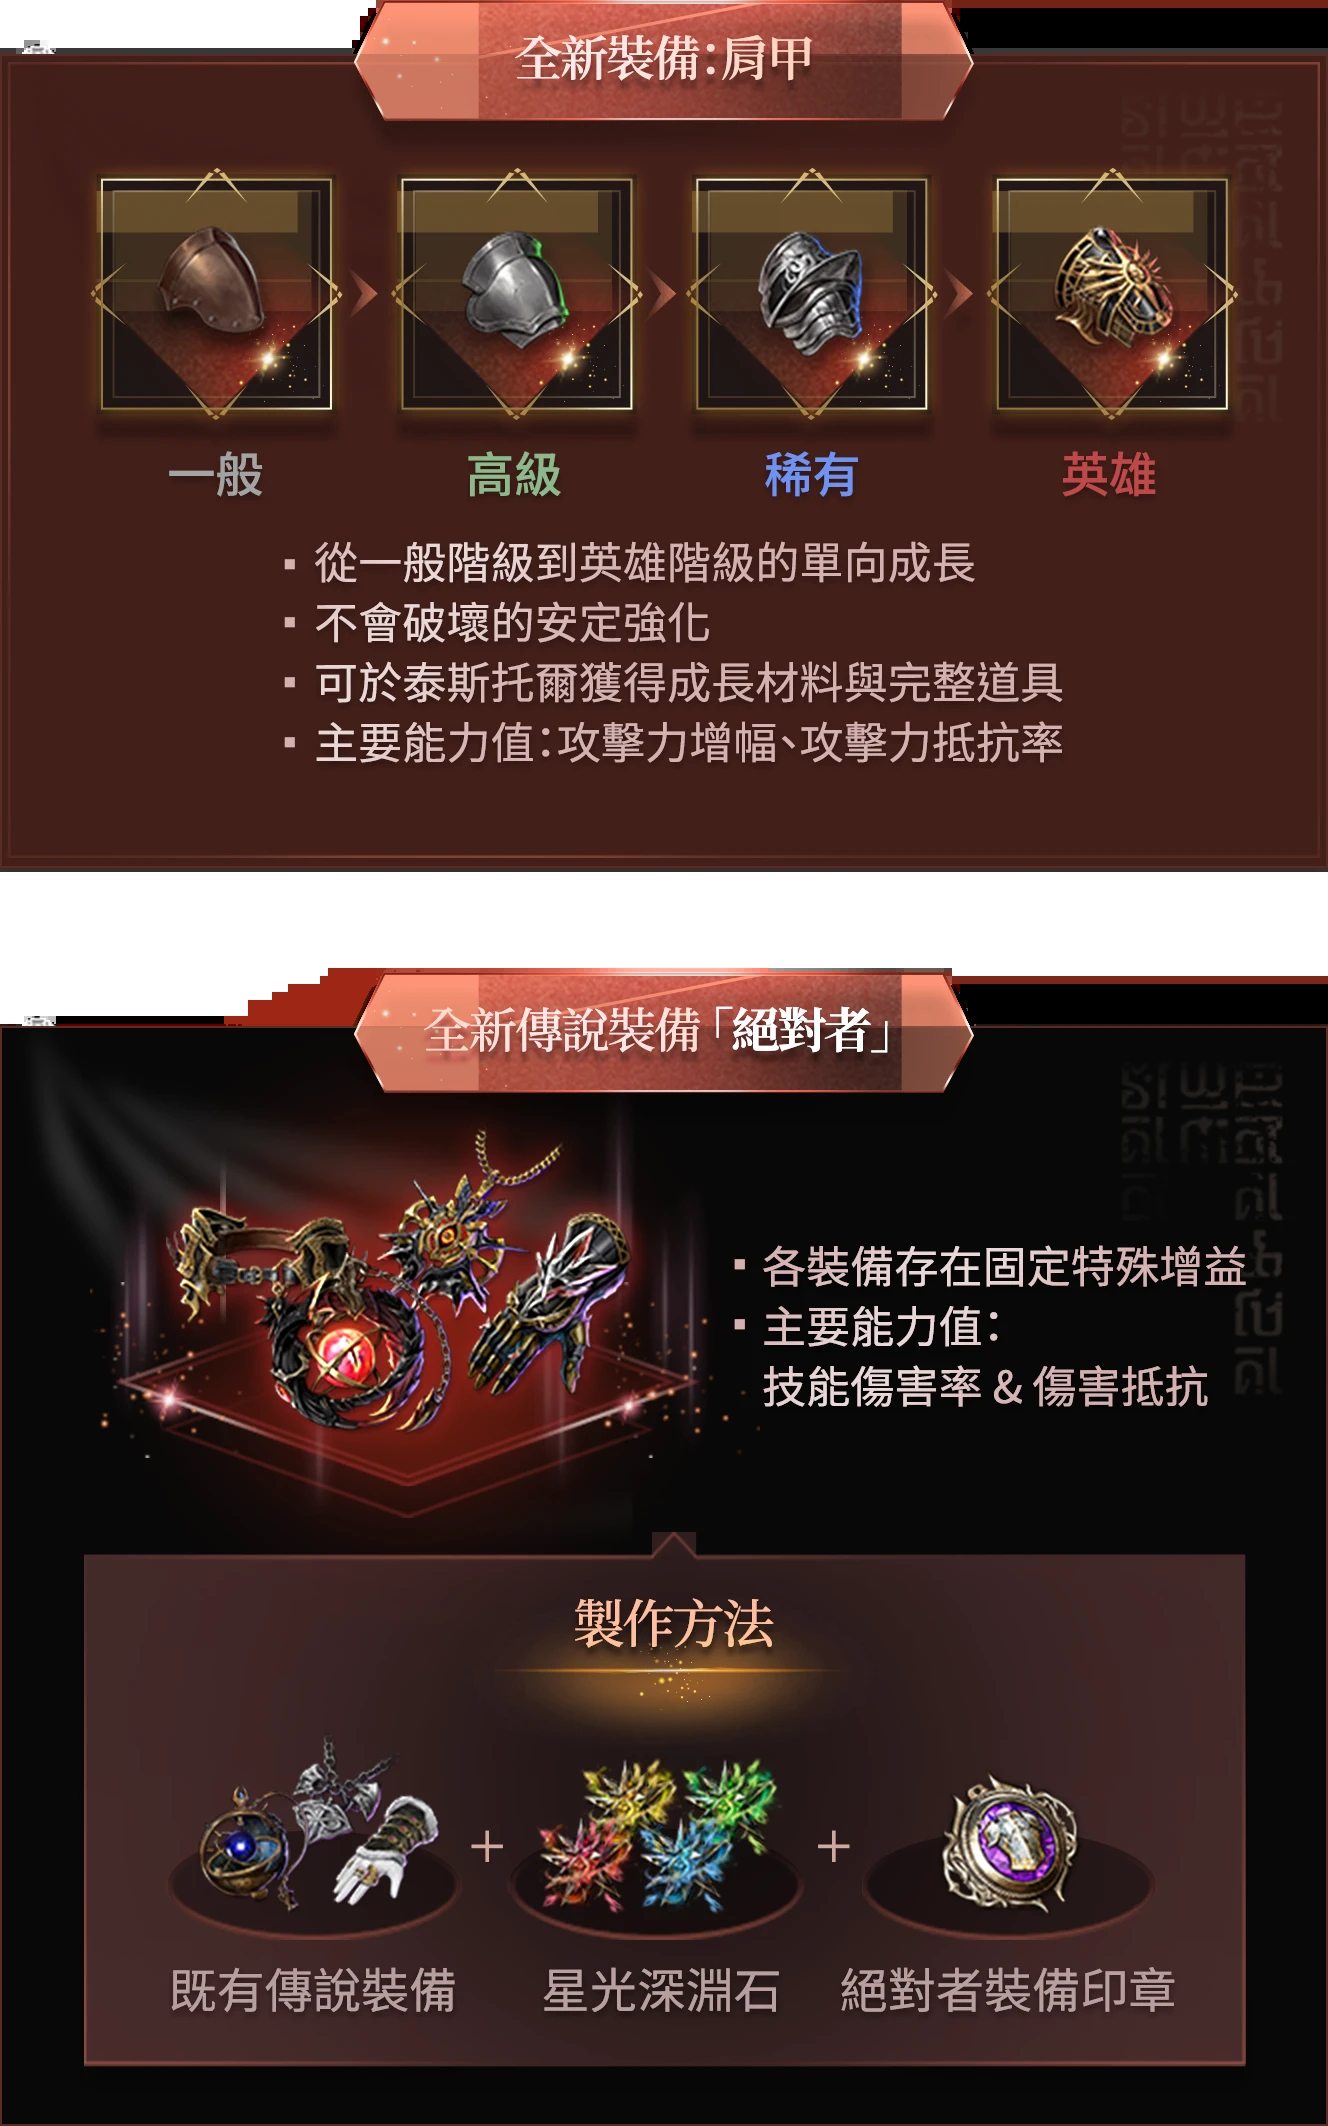 全新裝備：肩甲
一般
高級
稀有
英雄
▪ 從一般階級到英雄階級的單向成長
▪ 不會破壞的安定強化
▪ 可於泰斯托爾獲得成長材料與完整道具
▪ 主要能力值：攻擊力增幅、攻擊力抵抗率
全新傳說裝備「絕對者」
▪ 各裝備存在固定特殊增益
▪ 主要能力值：
技能傷害率 & 傷害抵抗
製作方法
+
+
既有傳說裝備
星光深淵石
絕對者裝備印章